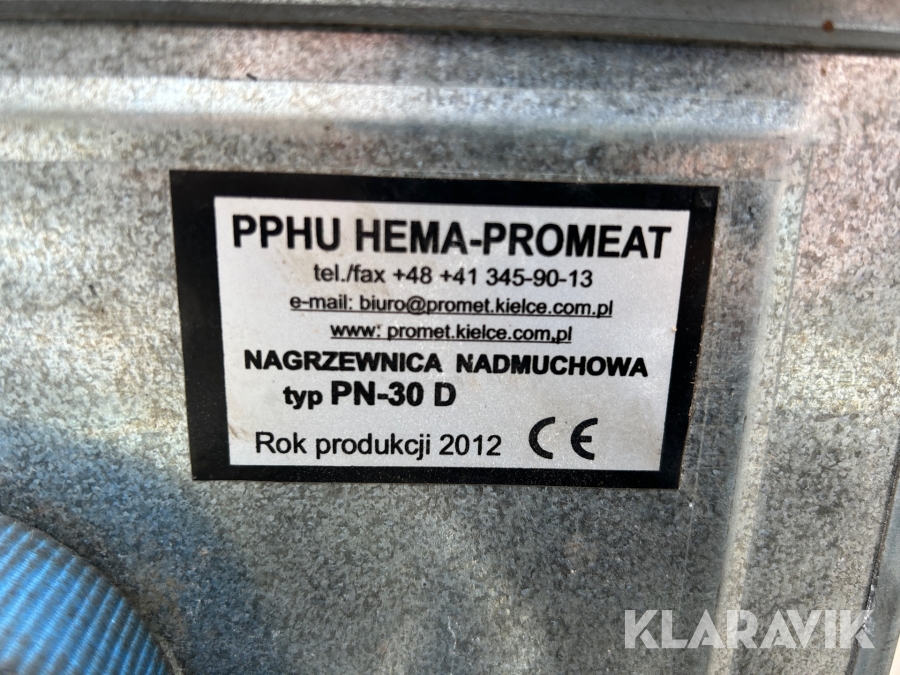 PPHU HEMA-PROMEAT
tel./fax +48 +41 345-90-13
e-mail: biuro@promet.kielce.com.pl
www: promet.kielce.com.pl
NAGRZEWNICA NADMUCHOWA
typ PN-30 D
Rok produkcji 2012 CE
KLARAVIK